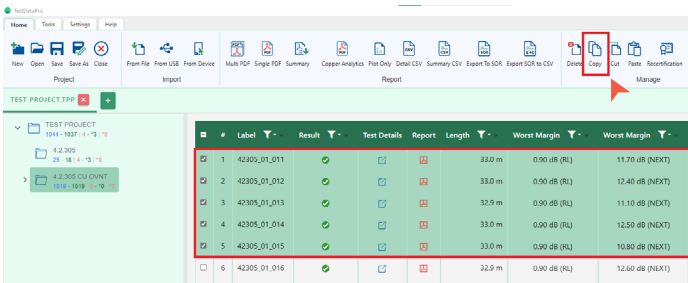 TestDataPro
Home Tools Settings Help
New Open Save Save As Close From File From USB From Device Multi PDF Single PDF Summary Copper Analytics Plot Only Detail CSV Summary CSV Export To SOR Export SOR to CSV Delete Copy Cut Paste Recertification
Project Import Report Manage
TEST PROJECT.TPP
TEST PROJECT
1044 - 1037 | 4 - *3 | *0
4.2.305
25 - 18 | 4 - *3 | *0
4.2.305 CU OVNT
# Label Result Test Details Report Length Worst Margin Worst Margin
1 42305_01_011 33.0 m 0.90 dB (RL) 11.70 dB (NEXT)
2 42305_01_012 33.0 m 0.90 dB (RL) 12.40 dB (NEXT)
3 42305_01_013 32.9 m 0.90 dB (RL) 11.10 dB (NEXT)
4 42305_01_014 33.0 m 0.90 dB (RL) 12.50 dB (NEXT)
5 42305_01_015 33.0 m 0.90 dB (RL) 10.80 dB (NEXT)
6 42305_01_016 32.9 m 0.90 dB (RL) 12.60 dB (NEXT)